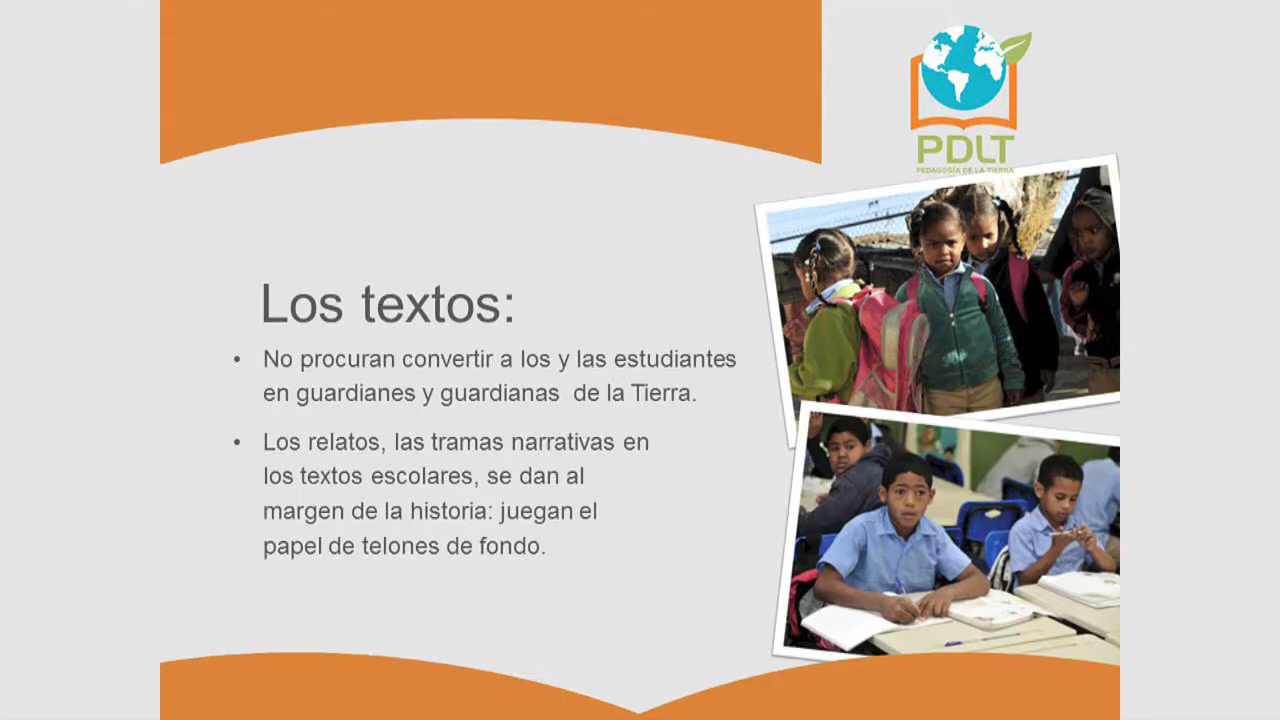 PDLT
PEDAGOGÍA DE LA TIERRA
Los textos:
• No procuran convertir a los y las estudiantes
en guardianes y guardianas de la Tierra.
• Los relatos, las tramas narrativas en
los textos escolares, se dan al
margen de la historia: juegan el
papel de telones de fondo.